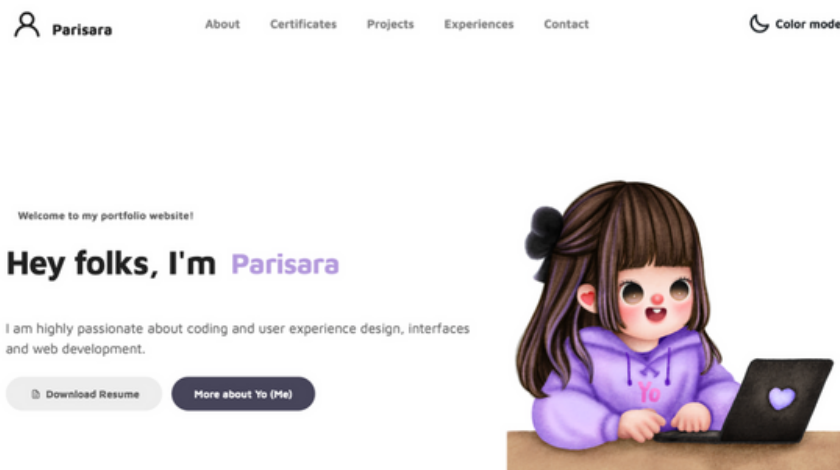 Parisara
About Certificates Projects Experiences Contact
Color mode
Welcome to my portfolio website!
Hey folks, I'm Parisara
I am highly passionate about coding and user experience design, interfaces
and web development.
Download Resume
More about Yo (Me)
Yo